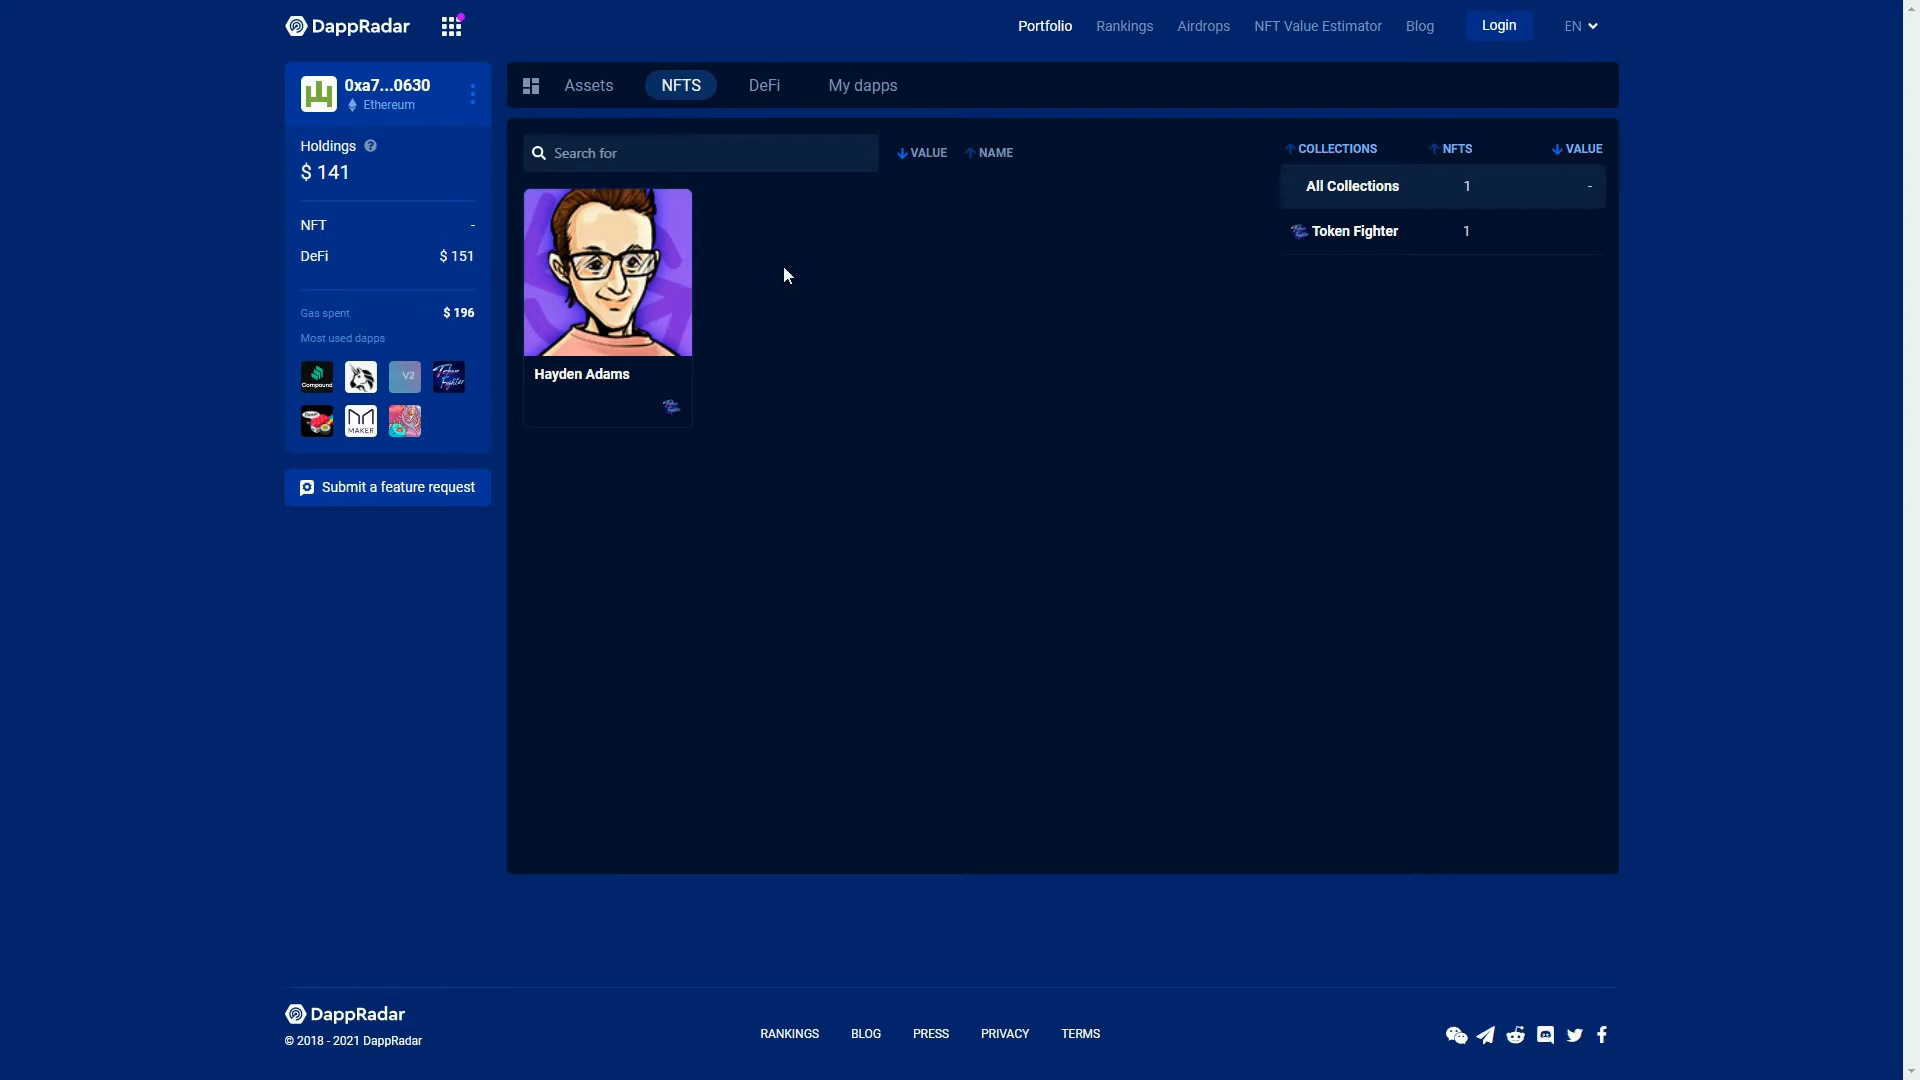 DappRadar
Portfolio
Rankings
Airdrops
NFT Value Estimator
Blog
Login
EN
0xa7...0630
Ethereum
Holdings
$ 141
NFT -
DeFi $ 151
Gas spent $ 196
Most used dapps
Compound
V2
Token Fighter
MAKER
Submit a feature request
Assets
NFTS
DeFi
My dapps
Search for
VALUE
NAME
Hayden Adams
COLLECTIONS NFTS VALUE
All Collections 1 -
Token Fighter 1
DappRadar
© 2018 - 2021 DappRadar
RANKINGS
BLOG
PRESS
PRIVACY
TERMS